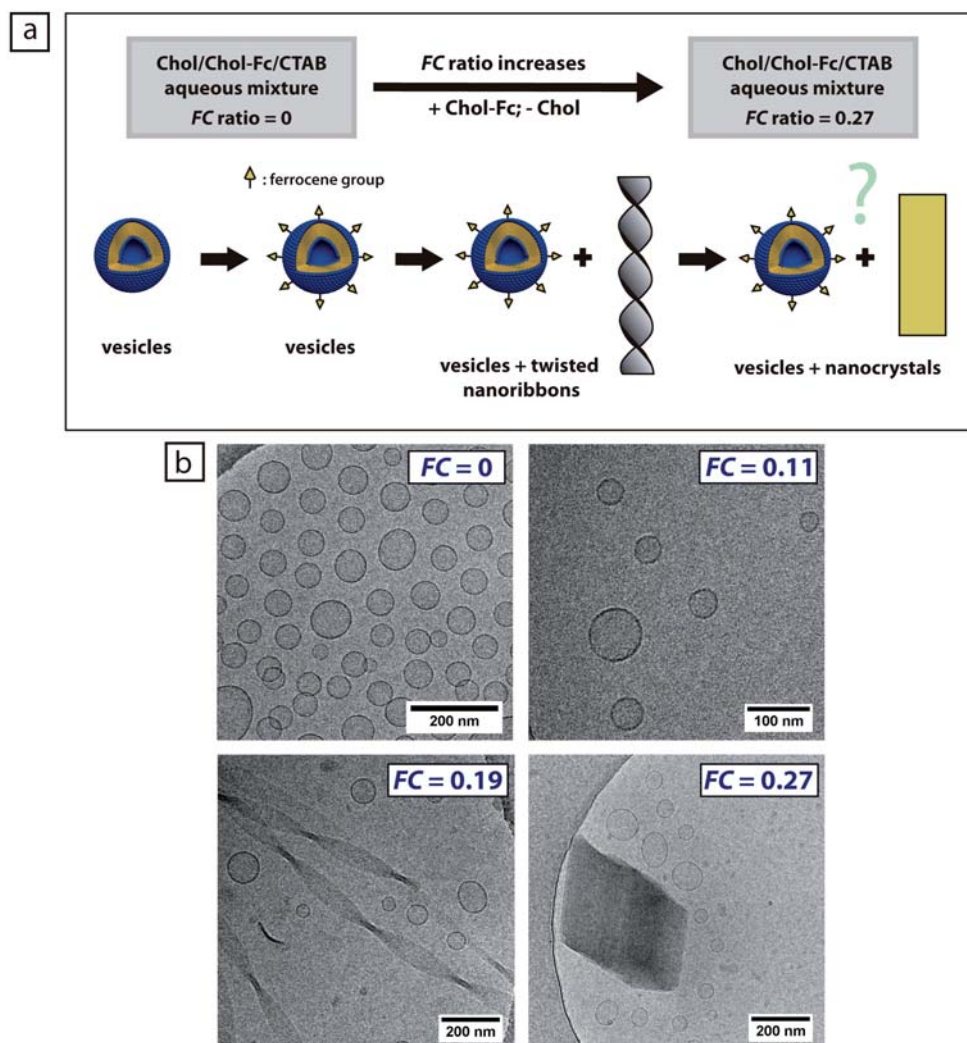 a
Chol/Chol-Fc/CTAB
aqueous mixture
FC ratio = 0
FC ratio increases
+ Chol-Fc; - Chol
Chol/Chol-Fc/CTAB
aqueous mixture
FC ratio = 0.27
: ferrocene group
?
+
+
vesicles
vesicles
vesicles + twisted
nanoribbons
vesicles + nanocrystals
b
FC = 0
200 nm
FC = 0.11
100 nm
FC = 0.19
200 nm
FC = 0.27
200 nm